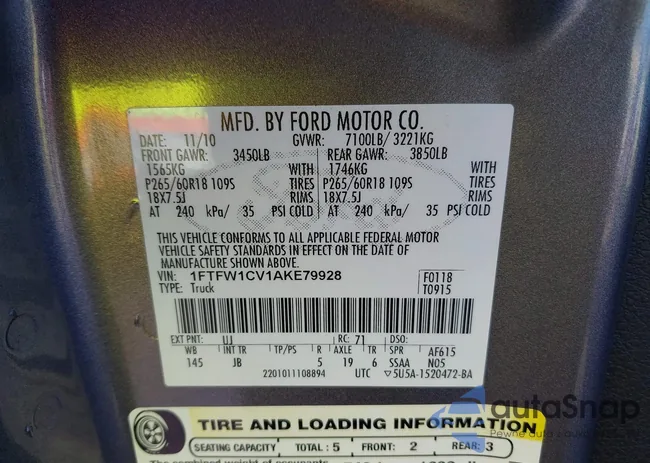 MFD. BY FORD MOTOR CO.
DATE: 11/10 GVWR: 7100LB/ 3221KG
FRONT GAWR: 3450LB REAR GAWR: 3850LB
1565KG WITH 1746KG WITH
P265/60R18 109S TIRES P265/60R18 109S TIRES
18X7.5J RIMS 18X7.5J RIMS
AT 240 kPa/ 35 PSI COLD AT 240 kPa/ 35 PSI COLD
THIS VEHICLE CONFORMS TO ALL APPLICABLE FEDERAL MOTOR
VEHICLE SAFETY STANDARDS IN EFFECT ON THE DATE OF
MANUFACTURE SHOWN ABOVE.
VIN: 1FTFW1CV1AKE79928 F0118
TYPE: Truck T0915
EXT PNT: UJ RC: 71 DSO:
WB INT TR TP/PS R AXLE TR SPR AF615
145 JB 5 19 6 SSAA N05
2201011108894 UTC ▽5U5A-1520472-BA
autoSnap
TIRE AND LOADING INFORMATION
SEATING CAPACITY TOTAL: 5 FRONT: 2 REAR: 3